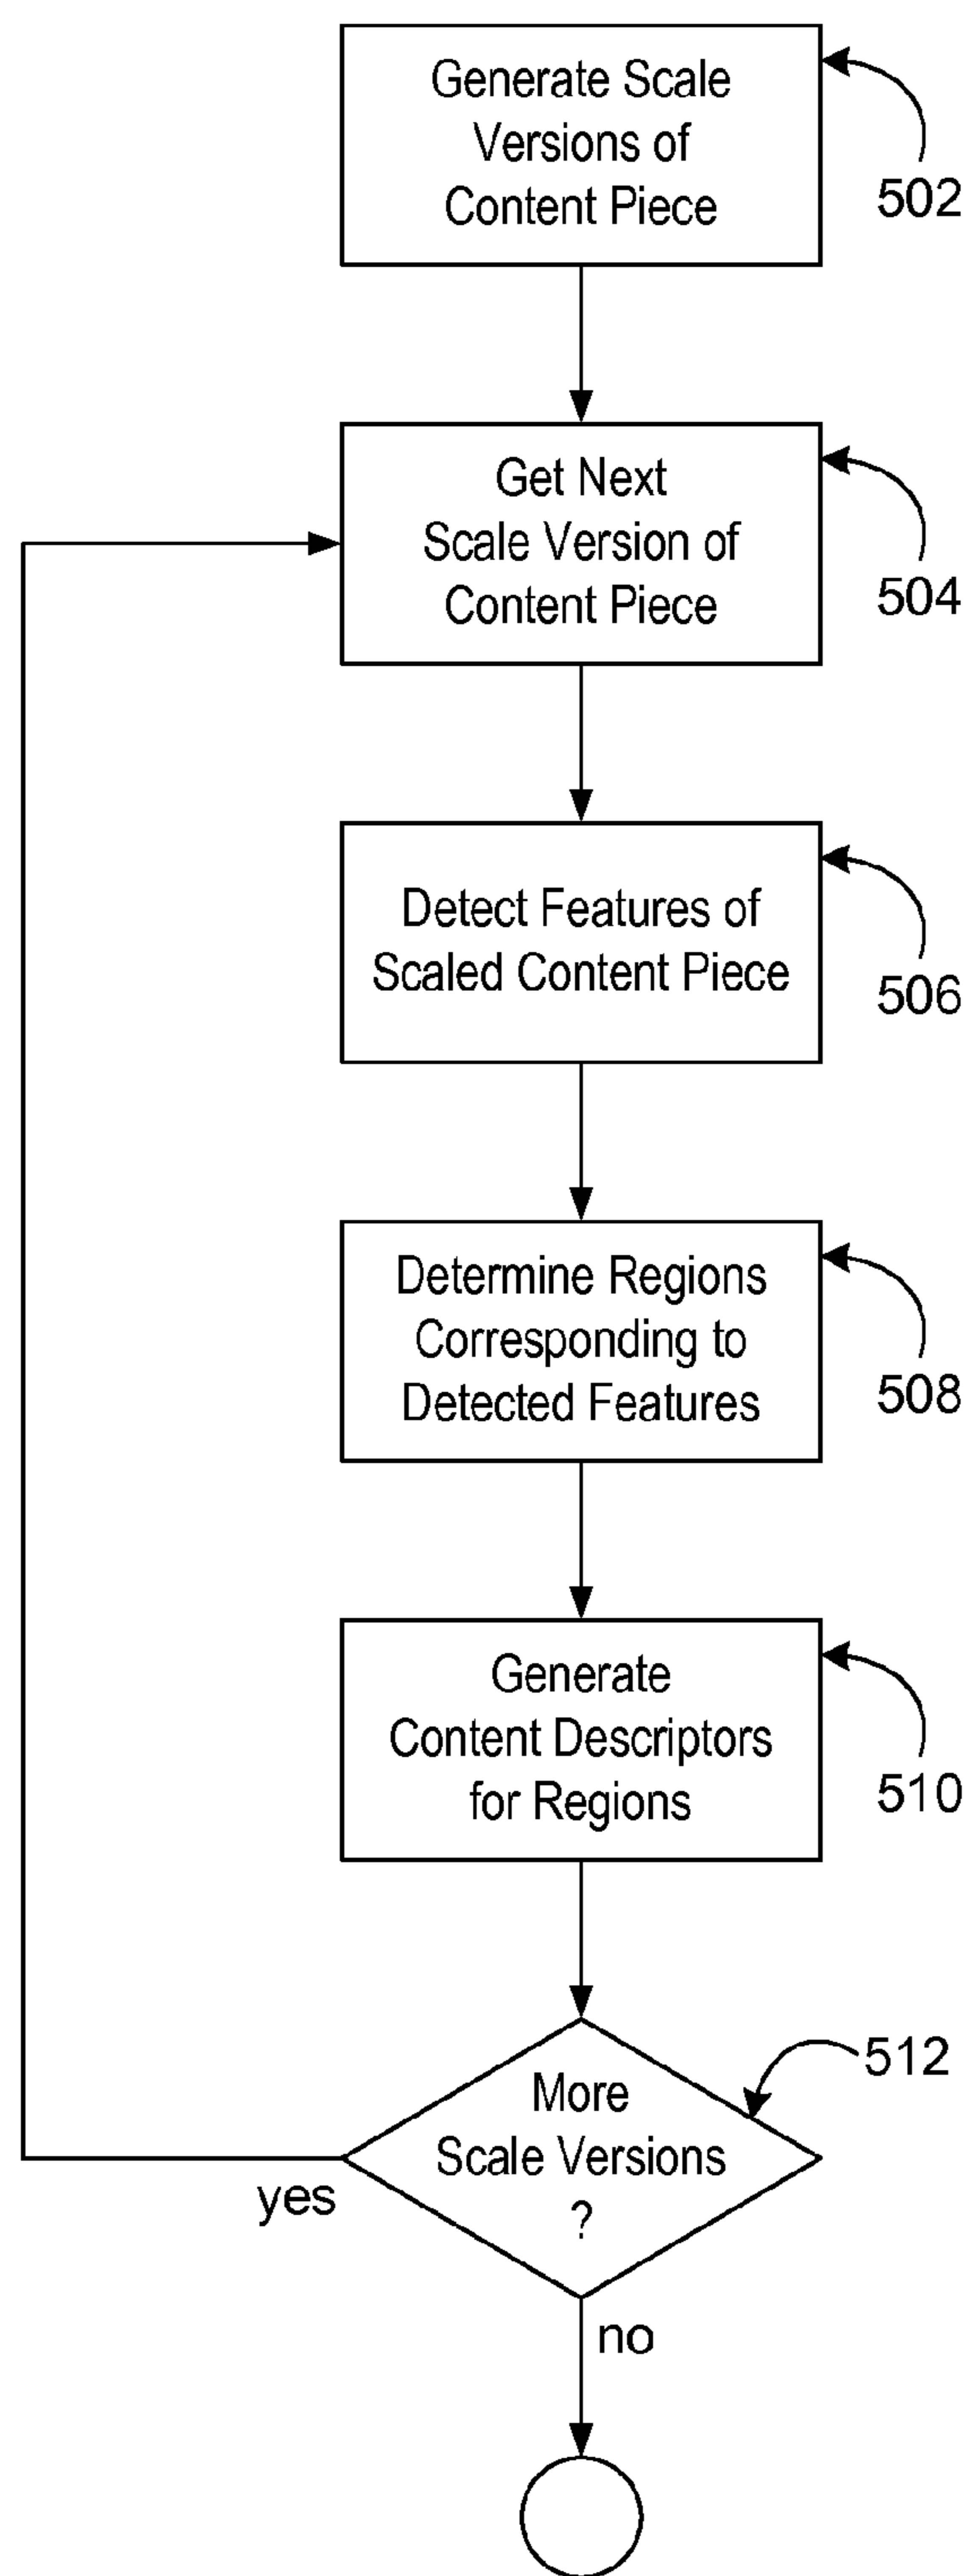 Generate Scale
Versions of
Content Piece
502
Get Next
Scale Version of
Content Piece
504
Detect Features of
Scaled Content Piece
506
Determine Regions
Corresponding to
Detected Features
508
Generate
Content Descriptors
for Regions
510
More
Scale Versions
?
512
yes
no